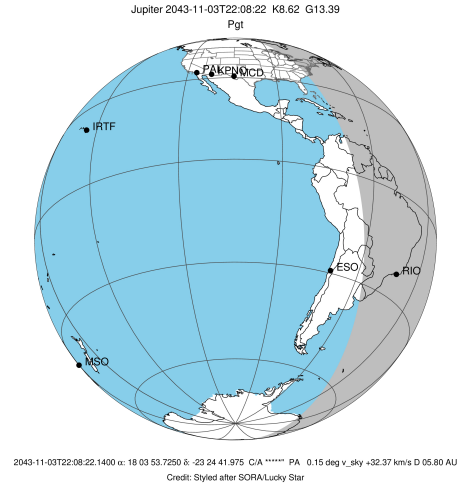 Jupiter 2043-11-03T22:08:22 K8.62 G13.39
Pgt
PAL KPNO MCD
IRTF
ESO
RIO
MSO
2043-11-03T22:08:22.1400 α: 18 03 53.7250 δ: -23 24 41.975 C/A *****" PA 0.15 deg v_sky +32.37 km/s D 05.80 AU
Credit: Styled after SORA/Lucky Star